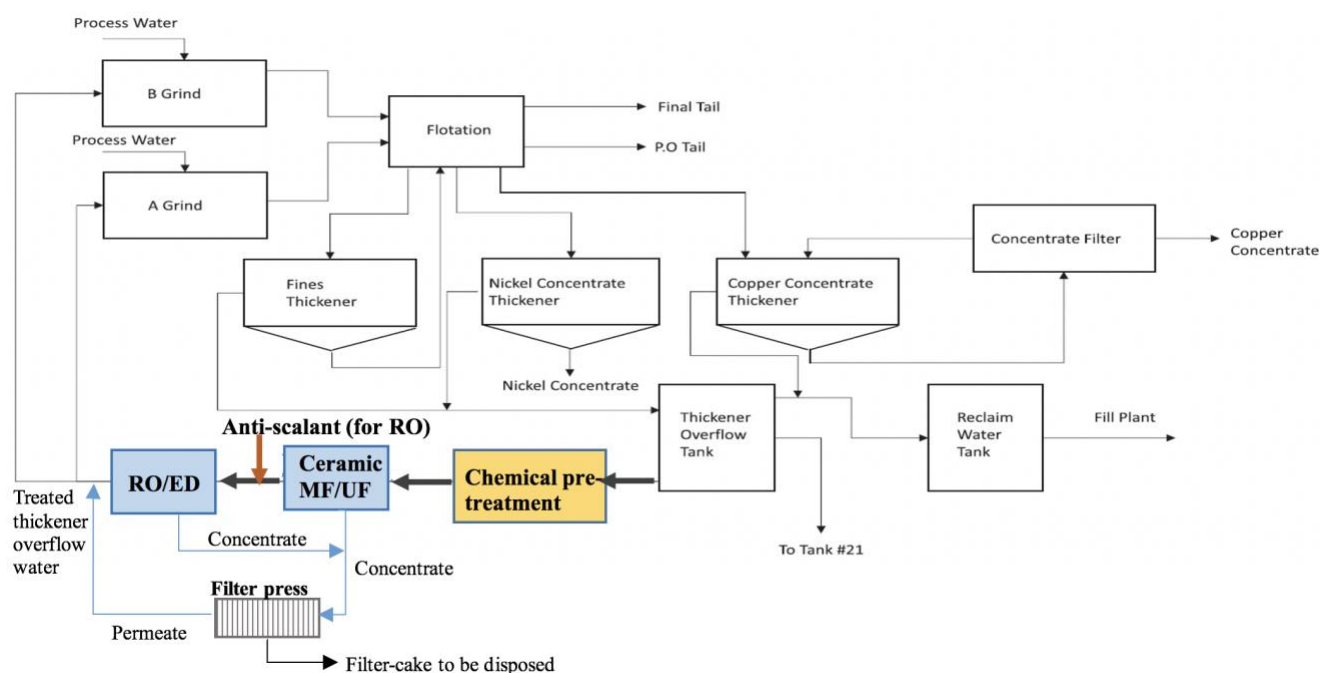 Process Water
B Grind
Process Water
A Grind
Flotation
Final Tail
P.O Tail
Fines
Thickener
Nickel Concentrate
Thickener
Copper Concentrate
Thickener
Concentrate Filter
Copper
Concentrate
Nickel Concentrate
Thickener
Overflow
Tank
Reclaim
Water
Tank
Fill Plant
To Tank #21
Anti-scalant (for RO)
RO/ED
Ceramic
MF/UF
Chemical pre-
treatment
Treated
thickener
overflow
water
Concentrate
Concentrate
Filter press
Permeate
Filter-cake to be disposed